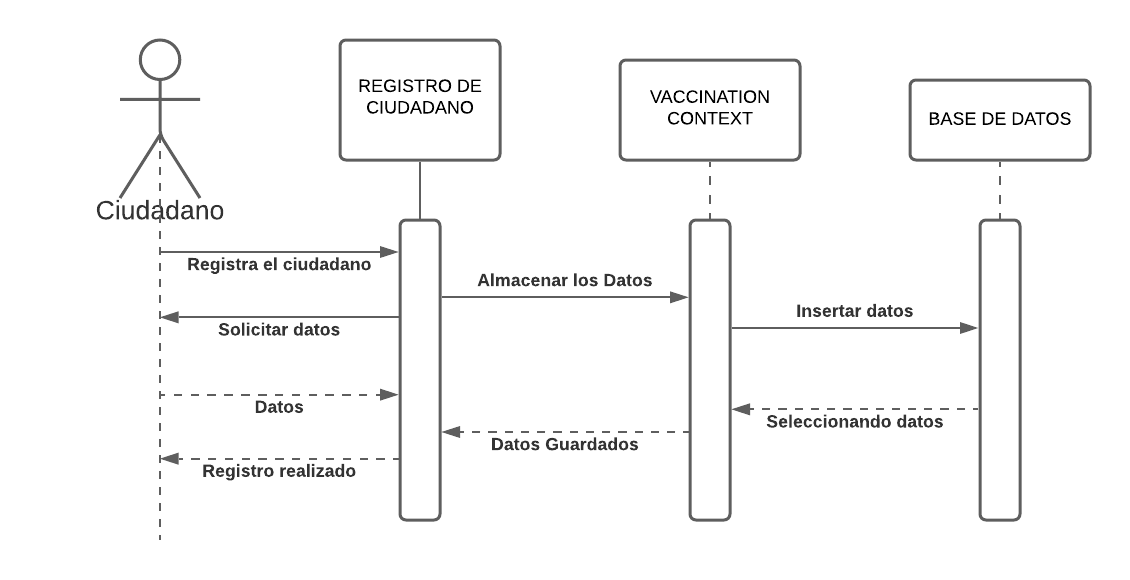 REGISTRO DE
CIUDADANO
VACCINATION
CONTEXT
BASE DE DATOS
Ciudadano
Registra el ciudadano
Almacenar los Datos
Insertar datos
Solicitar datos
Datos
Seleccionando datos
Datos Guardados
Registro realizado